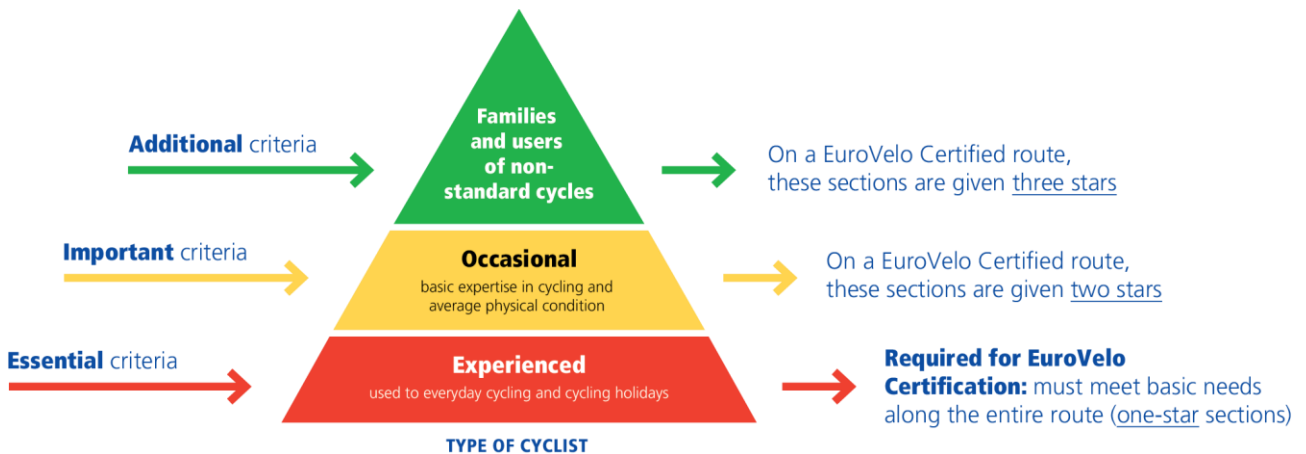 Families
and users
of non-
standard cycles
Additional criteria
On a EuroVelo Certified route,
these sections are given three stars
Important criteria
Occasional
basic expertise in cycling and
average physical condition
On a EuroVelo Certified route,
these sections are given two stars
Essential criteria
Experienced
used to everyday cycling and cycling holidays
Required for EuroVelo
Certification: must meet basic needs
along the entire route (one-star sections)
TYPE OF CYCLIST